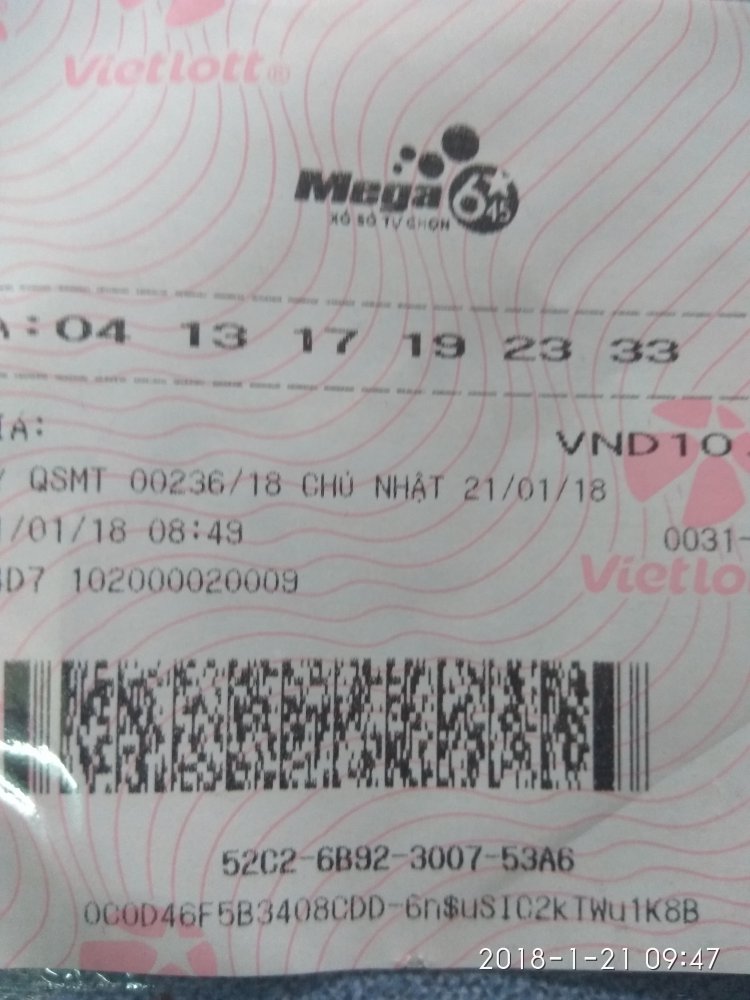 Vietlott®
Mega 6/45
XỔ SỐ TỰ CHỌN
A:04 13 17 19 23 33
IA: VND10
QSMT 00236/18 CHỦ NHẬT 21/01/18
/01/18 08:49 0031-
D7 102000020009
Vietlo
52C2-6B92-3007-53A6
0C0D46F5B3408CDD-6n$uSIC2kTWu1K8B
2018-1-21 09:47